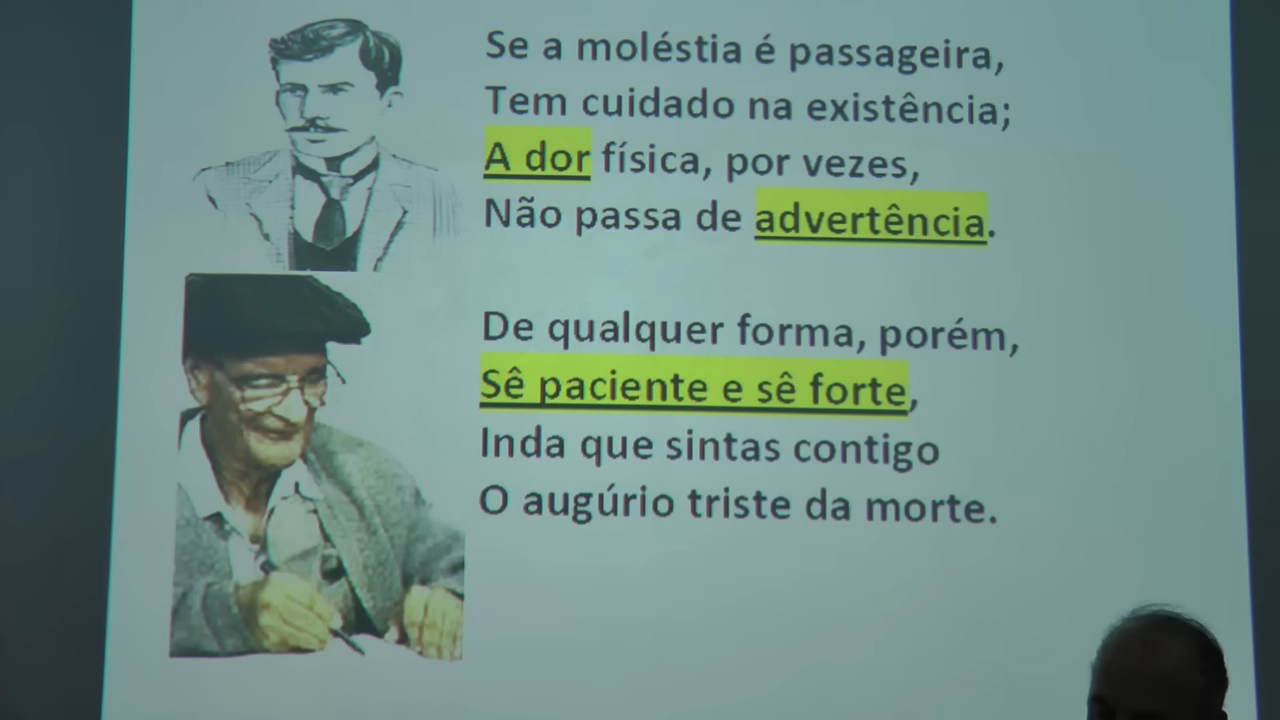 Se a moléstia é passageira,
Tem cuidado na existência;
A dor física, por vezes,
Não passa de advertência.
De qualquer forma, porém,
Sê paciente e sê forte,
Inda que sintas contigo
O augúrio triste da morte.